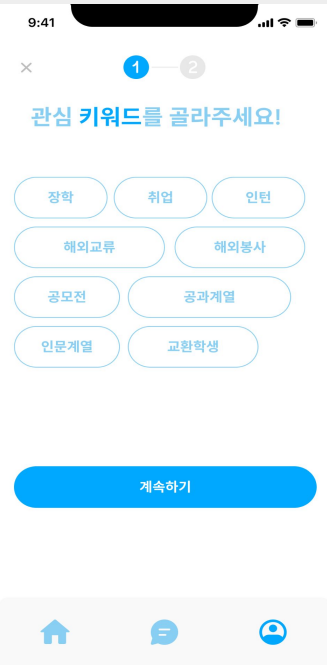 9:41
1 2
관심 키워드를 골라주세요!
장학 취업 인턴
해외교류 해외봉사
공모전 공과계열
인문계열 교환학생
계속하기